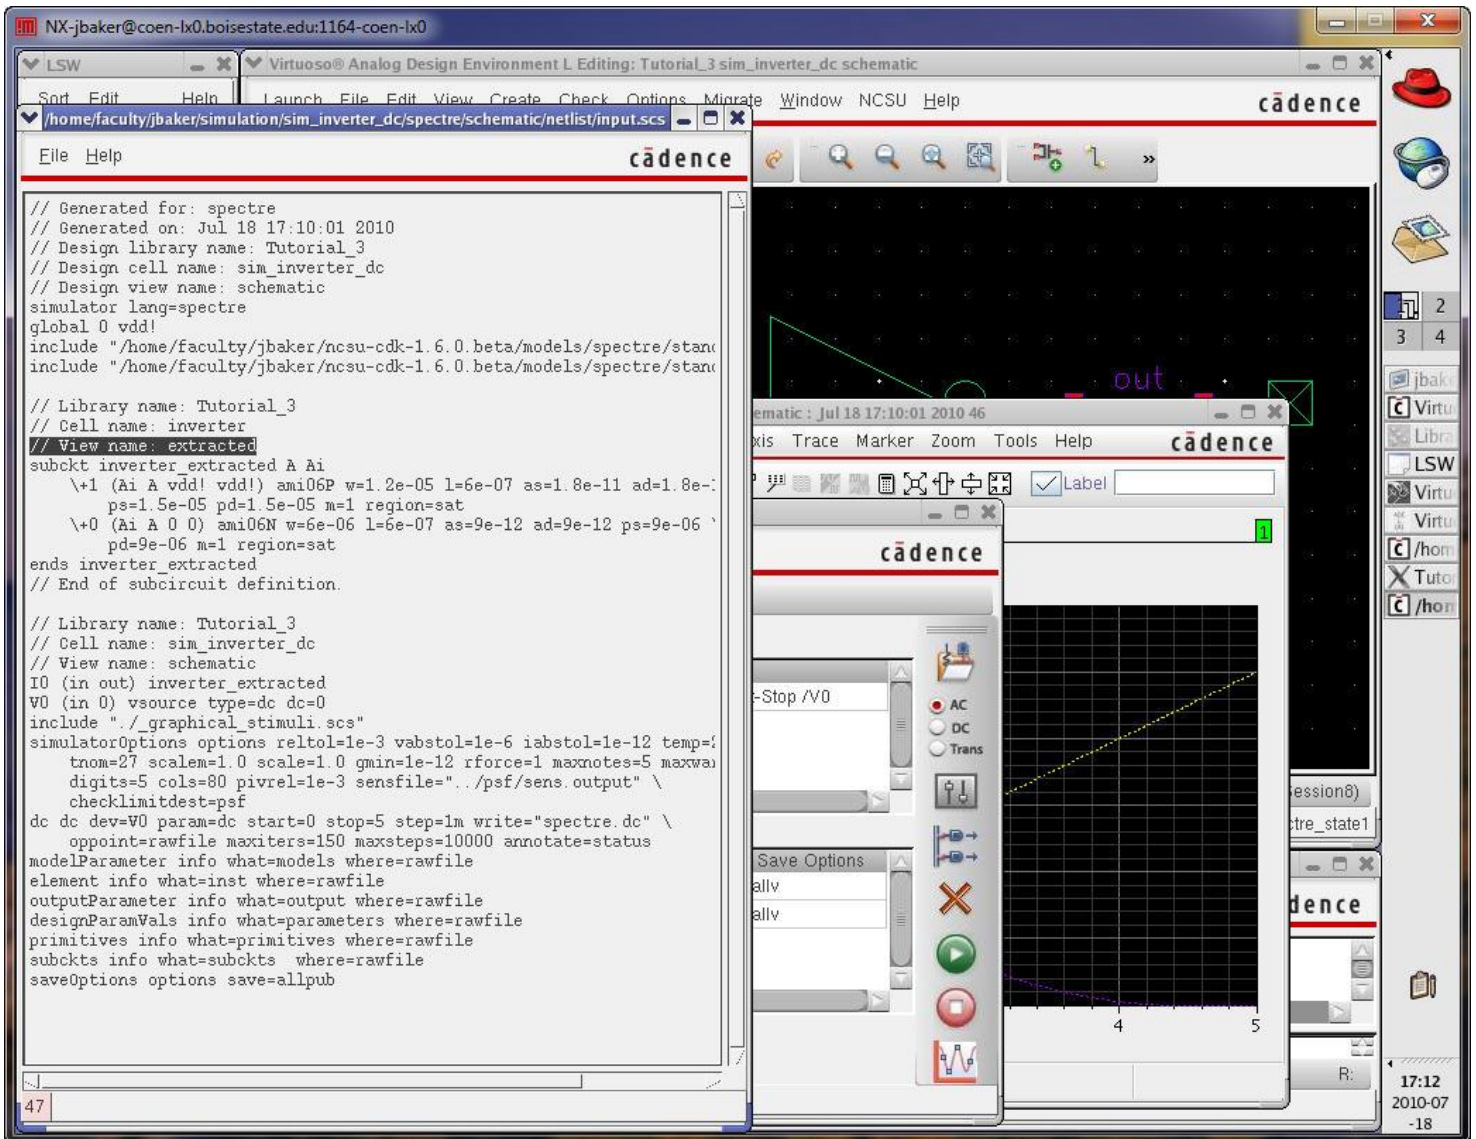 NX-jbaker@coen-lx0.boisestate.edu:1164-coen-lx0
LSW
Virtuoso® Analog Design Environment L Editing: Tutorial_3 sim_inverter_dc schematic
Sort Edit Help
Launch File Edit View Create Check Options Migrate Window NCSU Help
cādence
/home/faculty/jbaker/simulation/sim_inverter_dc/spectre/schematic/netlist/input.scs
File Help
cādence
// Generated for: spectre
// Generated on: Jul 18 17:10:01 2010
// Design library name: Tutorial_3
// Design cell name: sim_inverter_dc
// Design view name: schematic
simulator lang=spectre
global 0 vdd!
include "/home/faculty/jbaker/ncsu-cdk-1.6.0.beta/models/spectre/stand
include "/home/faculty/jbaker/ncsu-cdk-1.6.0.beta/models/spectre/stand
// Library name: Tutorial_3
// Cell name: inverter
// View name: extracted
subckt inverter_extracted A Ai
\+1 (Ai A vdd! vdd!) ami06P w=1.2e-05 l=6e-07 as=1.8e-11 ad=1.8e-
ps=1.5e-05 pd=1.5e-05 m=1 region=sat
\+0 (Ai A 0 0) ami06N w=6e-06 l=6e-07 as=9e-12 ad=9e-12 ps=9e-06 \
pd=9e-06 m=1 region=sat
ends inverter_extracted
// End of subcircuit definition.
// Library name: Tutorial_3
// Cell name: sim_inverter_dc
// View name: schematic
I0 (in out) inverter_extracted
V0 (in 0) vsource type=dc dc=0
include "./_graphical_stimuli.scs"
simulatorOptions options reltol=1e-3 vabstol=1e-6 iabstol=1e-12 temp=2
tnom=27 scalem=1.0 scale=1.0 gmin=1e-12 rforce=1 maxnotes=5 maxwa
digits=5 cols=80 pivrel=1e-3 sensfile="../psf/sens.output" \
checklimitdest=psf
dc dc dev=V0 param=dc start=0 stop=5 step=1m write="spectre.dc" \
oppoint=rawfile maxiters=150 maxsteps=10000 annotate=status
modelParameter info what=models where=rawfile
element info what=inst where=rawfile
outputParameter info what=output where=rawfile
designParamVals info what=parameters where=rawfile
primitives info what=primitives where=rawfile
subckts info what=subckts where=rawfile
saveOptions options save=allpub
47
»
out
ematic : Jul 18 17:10:01 2010 46
xis Trace Marker Zoom Tools Help
cādence
Label
1
cādence
-Stop /V0
AC
DC
Trans
Save Options
ally
ally
4 5
ession8)
tre_state1
dence
R:
1 2
3 4
jbak
Virtu
Libra
LSW
Virtu
Virtu
/hom
Tuto
/hom
17:12
2010-07
-18